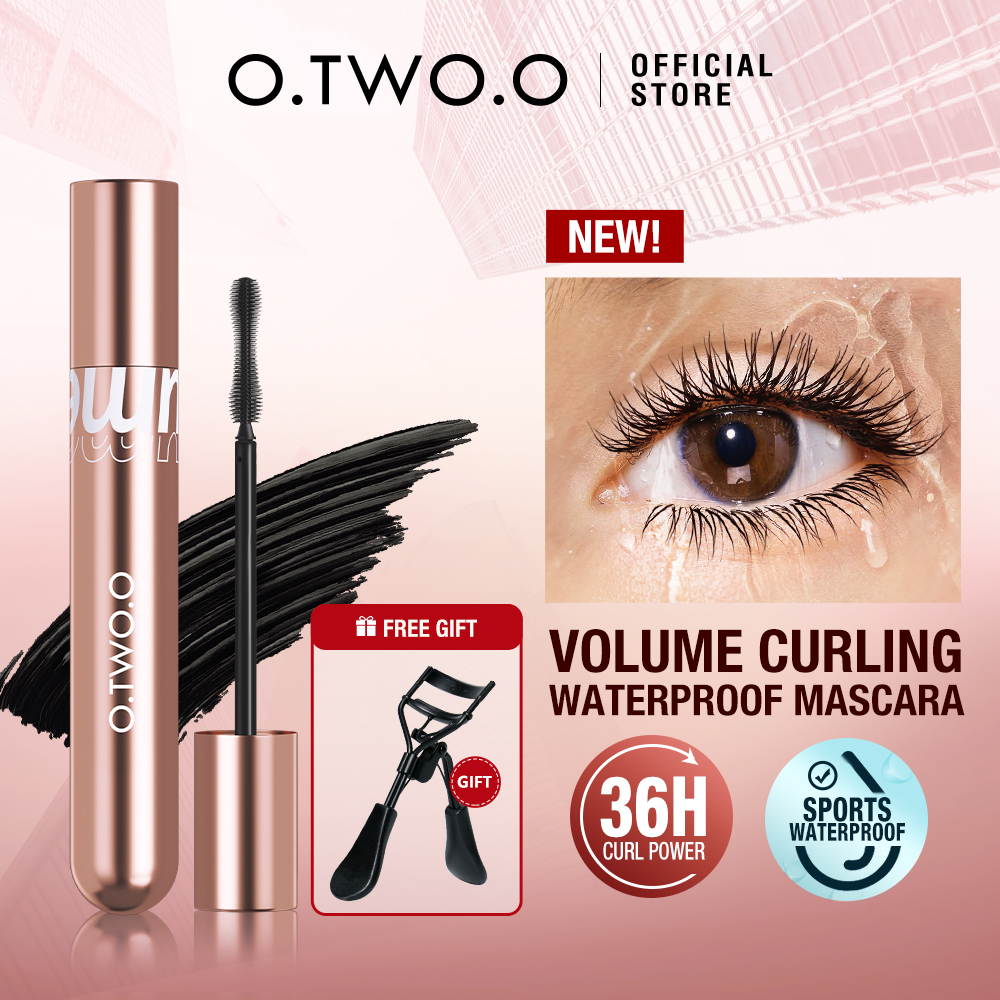 O.TWO.O
OFFICIAL
STORE
NEW!
O.TWO.O
FREE GIFT
GIFT
VOLUME CURLING
WATERPROOF MASCARA
36H
CURL POWER
SPORTS
WATERPROOF